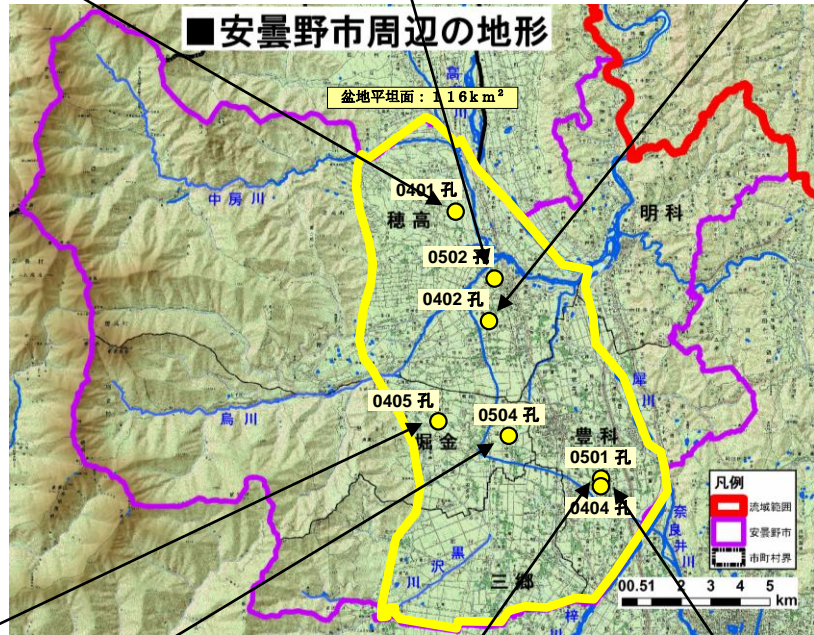 ■安曇野市周辺の地形
高
川
盆地平坦面：116km²
0401 孔
中房川
穂高
明科
0502 孔
0402 孔
犀川
烏川
0405 孔
0504 孔
堀金
豊科
0501 孔
0404 孔
凡例
流域範囲
安曇野市
市町村界
奈良井川
黒沢川
三郷
梓
00.51 2 3 4 5
km